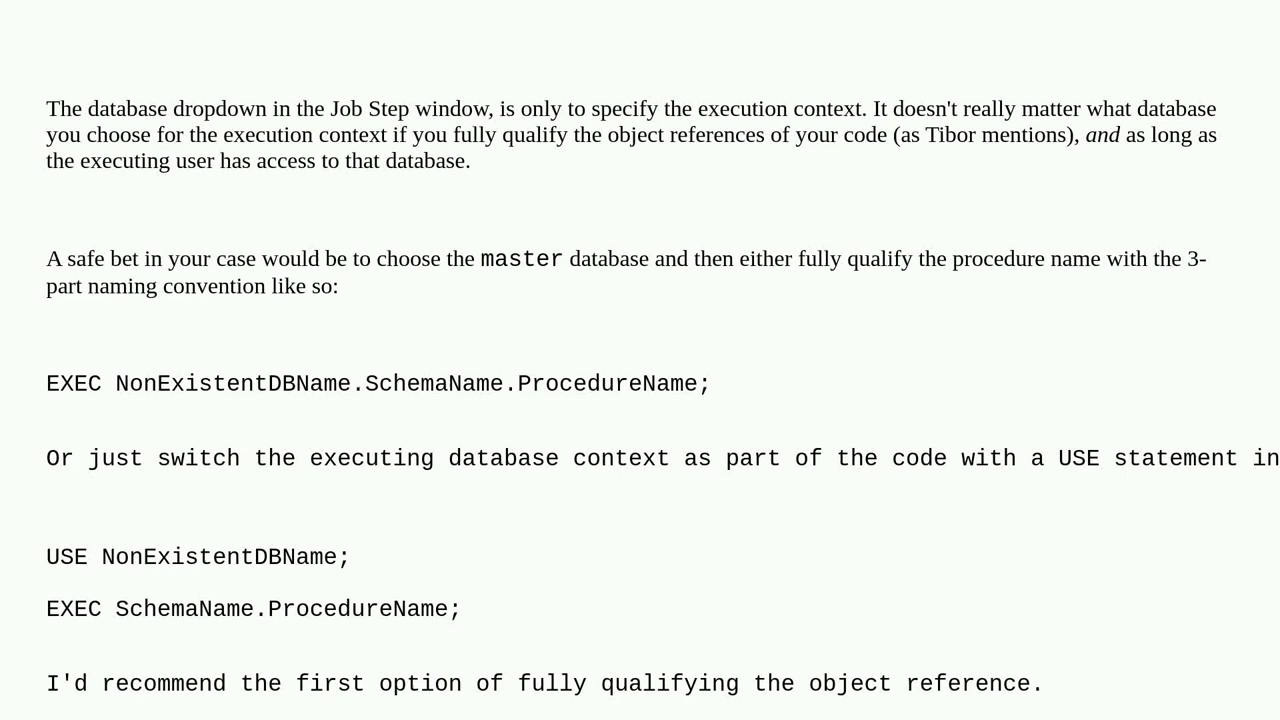 The database dropdown in the Job Step window, is only to specify the execution context. It doesn't really matter what database
you choose for the execution context if you fully qualify the object references of your code (as Tibor mentions), and as long as
the executing user has access to that database.
A safe bet in your case would be to choose the master database and then either fully qualify the procedure name with the 3-
part naming convention like so:
EXEC NonExistentDBName.SchemaName.ProcedureName;
Or just switch the executing database context as part of the code with a USE statement in
USE NonExistentDBName;
EXEC SchemaName.ProcedureName;
I'd recommend the first option of fully qualifying the object reference.